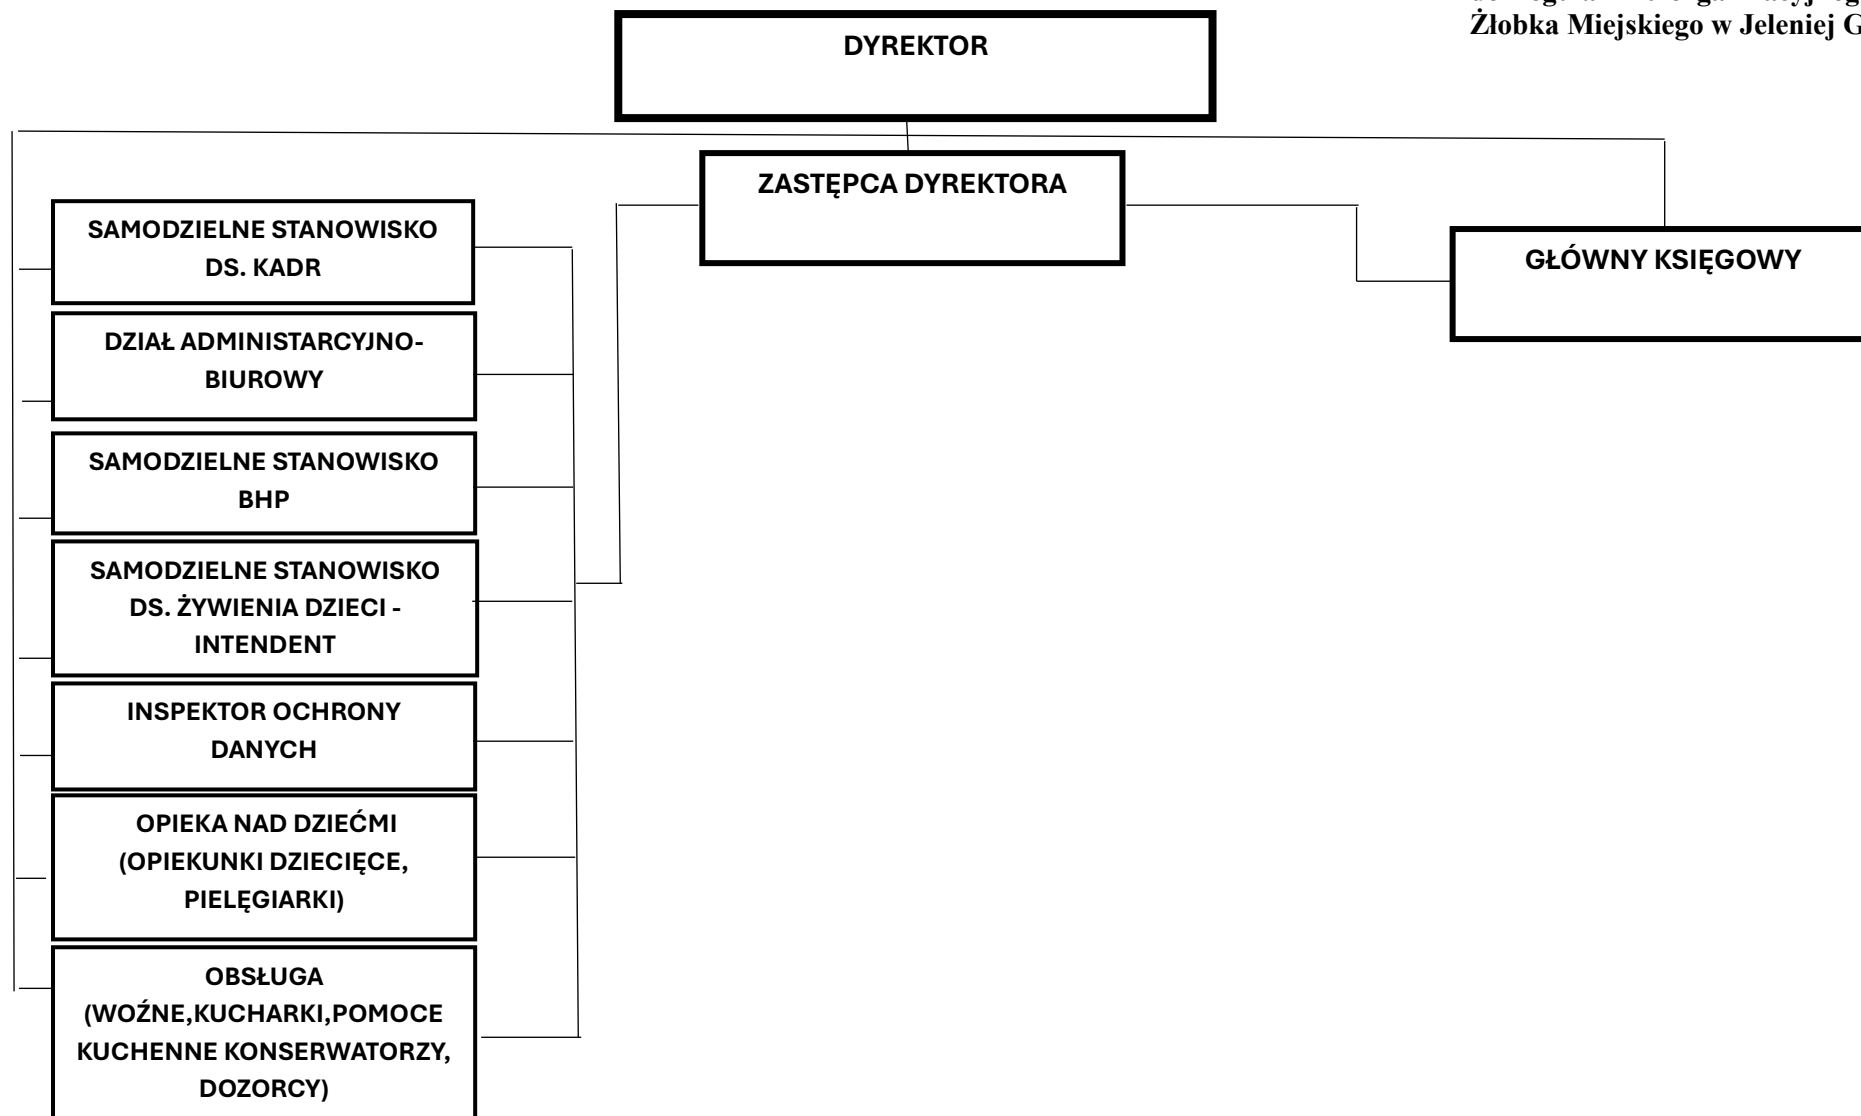 Żłobka Miejskiego w Jeleniej G
DYREKTOR
ZASTĘPCA DYREKTORA
GŁÓWNY KSIĘGOWY
SAMODZIELNE STANOWISKO
DS. KADR
DZIAŁ ADMINISTARCYJNO-
BIUROWY
SAMODZIELNE STANOWISKO
BHP
SAMODZIELNE STANOWISKO
DS. ŻYWIENIA DZIECI -
INTENDENT
INSPEKTOR OCHRONY
DANYCH
OPIEKA NAD DZIEĆMI
(OPIEKUNKI DZIECIĘCE,
PIELĘGIARKI)
OBSŁUGA
(WOŹNE,KUCHARKI,POMOCE
KUCHENNE KONSERWATORZY,
DOZORCY)